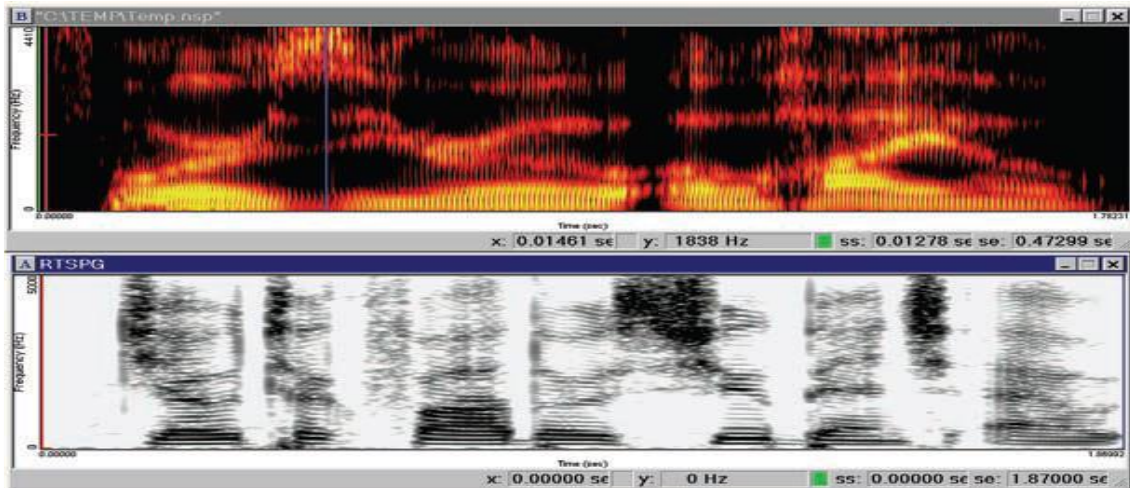 B "C:\TEMP\Temp.nsp"
4410
Frequency (Hz)
0
0.00000
Time (sec)
1.78231
x: 0.01461 se y: 1838 Hz ss: 0.01278 se se: 0.47299 se
A RTSPG
5000
Frequency (Hz)
0
0.00000
Time (sec)
x: 0.00000 se y: 0 Hz ss: 0.00000 se se: 1.87000 se